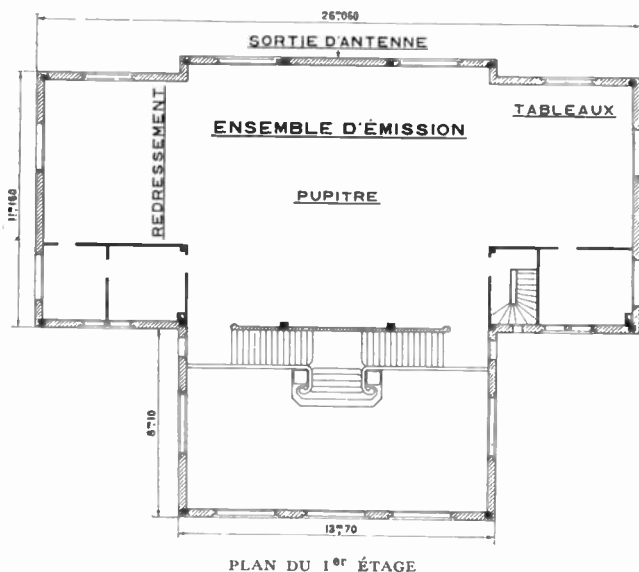 26m060
SORTIE D'ANTENNE
TABLEAUX
ENSEMBLE D'ÉMISSION
REDRESSEMENT
PUPITRE
11m160
8m10
13m70
PLAN DU 1er ÉTAGE